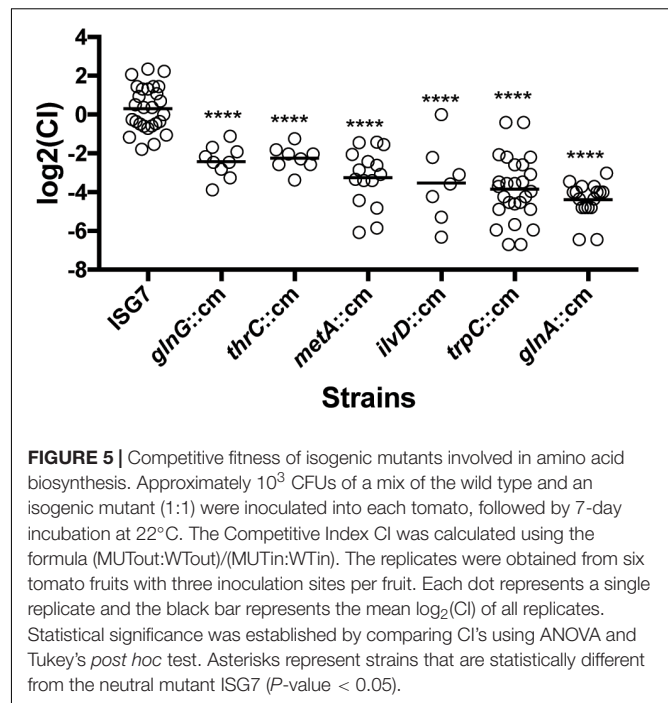 4
2
0
-2
-4
-6
-8
log2(CI)
****
****
****
****
****
****
ISG7
glnG::cm
thrC::cm
metA::cm
ilvD::cm
trpC::cm
glnA::cm
Strains
FIGURE 5 | Competitive fitness of isogenic mutants involved in amino acid
biosynthesis. Approximately 10³ CFUs of a mix of the wild type and an
isogenic mutant (1:1) were inoculated into each tomato, followed by 7-day
incubation at 22°C. The Competitive Index CI was calculated using the
formula (MUTout:WTout)/(MUTin:WTin). The replicates were obtained from six
tomato fruits with three inoculation sites per fruit. Each dot represents a single
replicate and the black bar represents the mean log₂(CI) of all replicates.
Statistical significance was established by comparing CI's using ANOVA and
Tukey's post hoc test. Asterisks represent strains that are statistically different
from the neutral mutant ISG7 (P-value < 0.05).